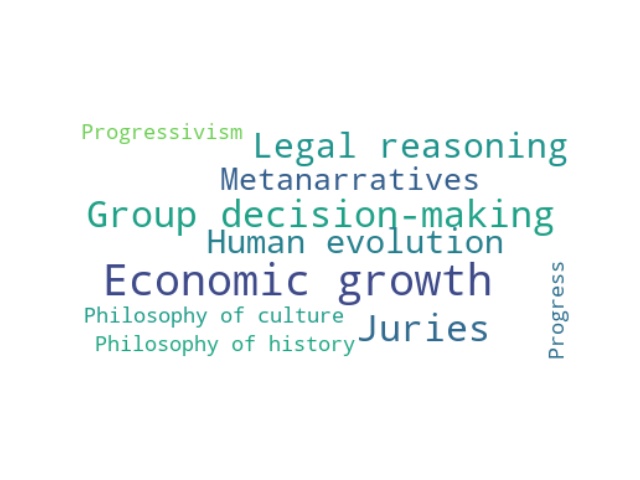 Progressivism
Legal reasoning
Metanarratives
Group decision-making
Human evolution
Economic growth
Philosophy of culture
Juries
Philosophy of history
Progress